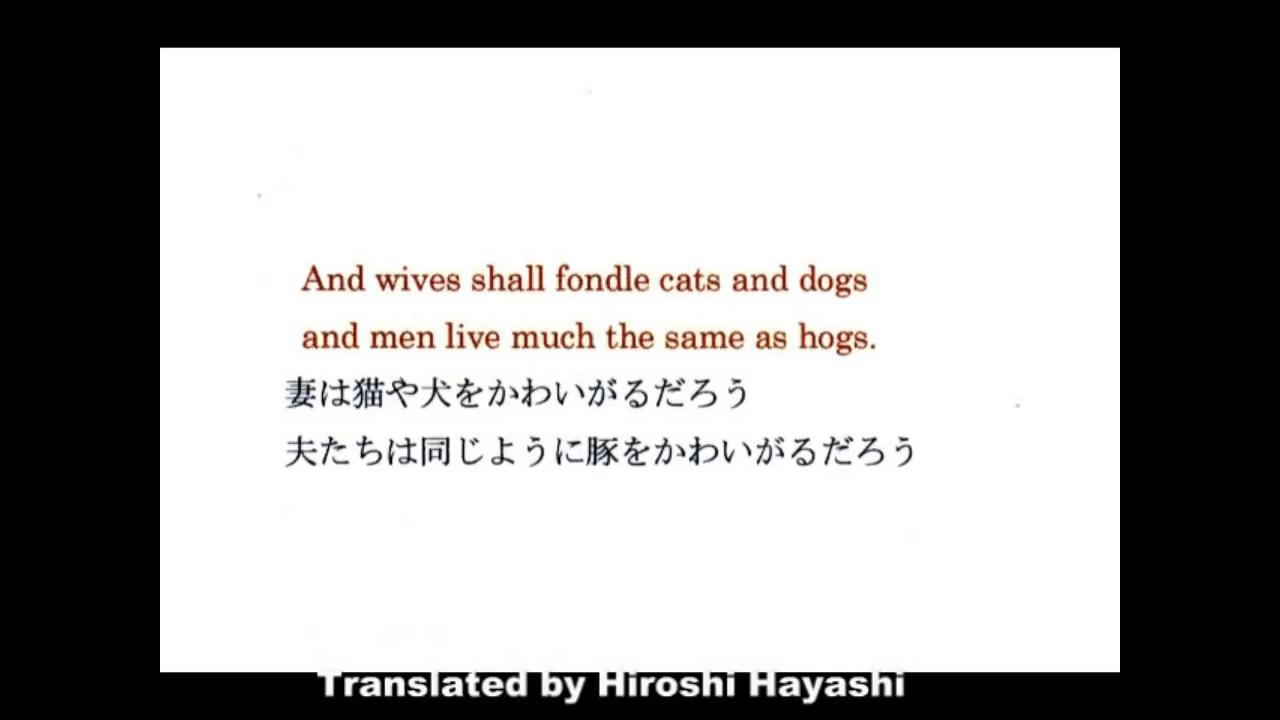 And wives shall fondle cats and dogs
and men live much the same as hogs.
妻は猫や犬をかわいがるだろう
夫たちは同じように豚をかわいがるだろう
Translated by Hiroshi Hayashi